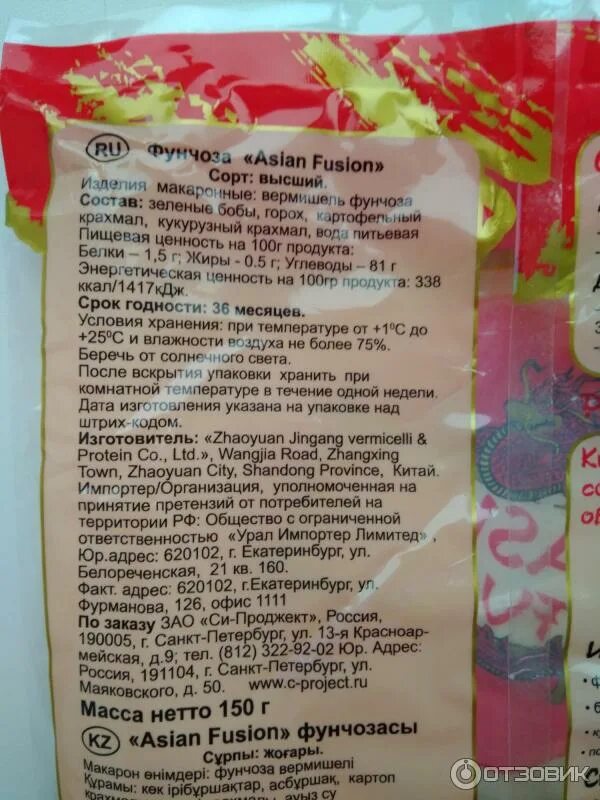 RU Фунчоза «Asian Fusion»
Сорт: высший.
Изделия макаронные: вермишель фунчоза
Состав: зеленые бобы, горох, картофельный
крахмал, кукурузный крахмал, вода питьевая
Пищевая ценность на 100г продукта:
Белки – 1,5 г; Жиры - 0.5 г; Углеводы – 81 г
Энергетическая ценность на 100гр продукта: 338
ккал/1417кДж.
Срок годности: 36 месяцев.
Условия хранения: при температуре от +1⁰С до
+25⁰С и влажности воздуха не более 75%.
Беречь от солнечного света.
После вскрытия упаковки хранить при
комнатной температуре в течение одной недели.
Дата изготовления указана на упаковке над
штрих-кодом.
Изготовитель: «Zhaoyuan Jingang vermicelli &
Protein Co., Ltd.», Wangjia Road, Zhangxing
Town, Zhaoyuan City, Shandong Province, Китай.
Импортер/Организация, уполномоченная на
принятие претензий от потребителей на
территории РФ: Общество с ограниченной
ответственностью «Урал Импортер Лимитед» ,
Юр.адрес: 620102, г. Екатеринбург, ул.
Белореченская, 21 кв. 160.
Факт. адрес: 620102, г.Екатеринбург, ул.
Фурманова, 126, офис 1111
По заказу ЗАО «Си-Проджект», Россия,
190005, г. Санкт-Петербург, ул. 13-я Красноар-
мейская, д.9; тел. (812) 322-92-02 Юр. Адрес:
Россия, 191104, г. Санкт-Петербург, ул.
Маяковского, д. 50. www.c-project.ru
Масса нетто 150 г
KZ «Asian Fusion» фунчозасы
Сұрпы: жоғары.
Макарон өнімдері: фунчоза вермишелі
Құрамы: көк ірібұршақтар, асбұршақ, картоп
ауыз су
ОТЗОВИК